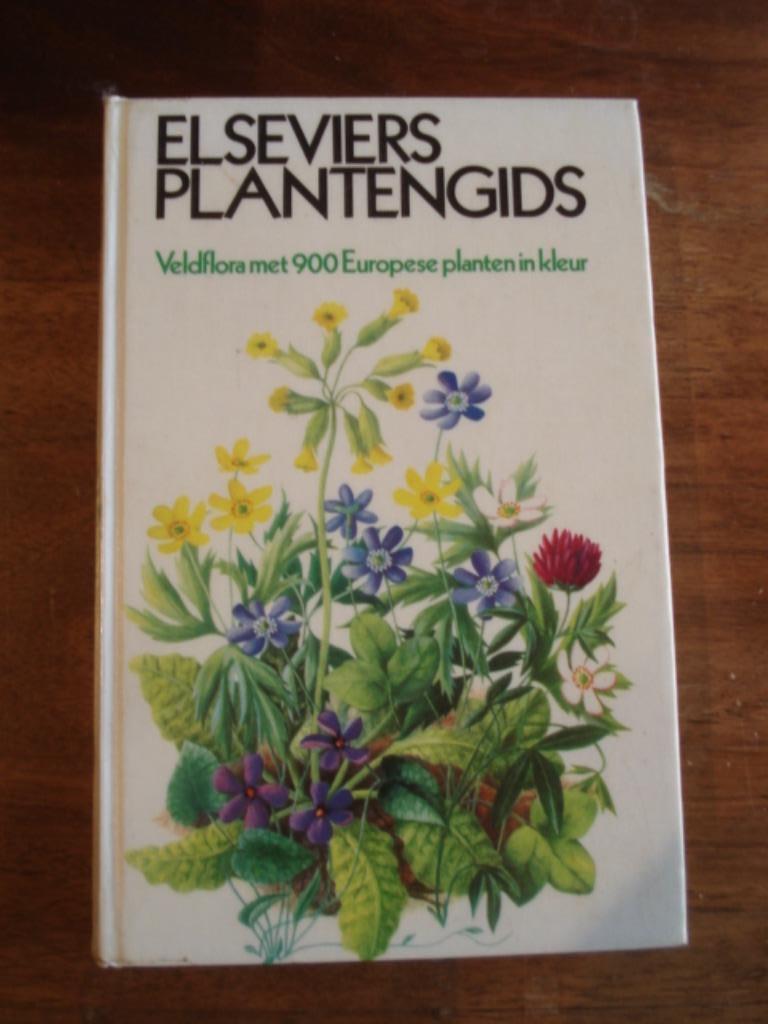 ELSEVIERS
PLANTENGIDS
Veldflora met 900 Europese planten in kleur